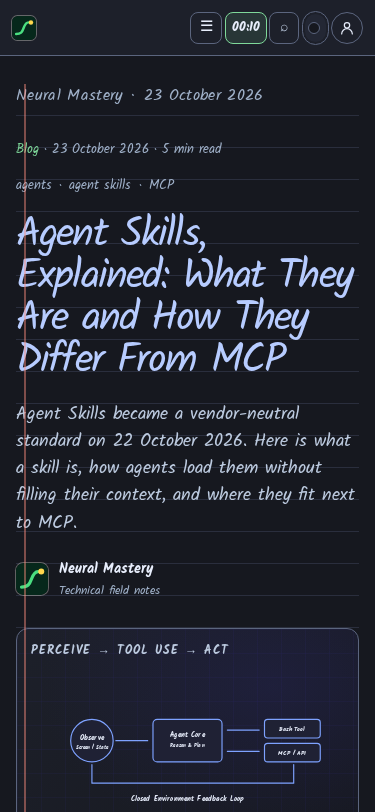 00:10
Neural Mastery · 23 October 2026
Blog · 23 October 2026 · 5 min read
agents · agent skills · MCP
Agent Skills,
Explained: What They
Are and How They
Differ From MCP
Agent Skills became a vendor-neutral
standard on 22 October 2026. Here is what
a skill is, how agents load them without
filling their context, and where they fit next
to MCP.
Neural Mastery
Technical field notes
PERCEIVE → TOOL USE → ACT
Observe
Screen / State
Agent Core
Reason & Plan
Bash Tool
MCP / API
Closed Environment Feedback Loop